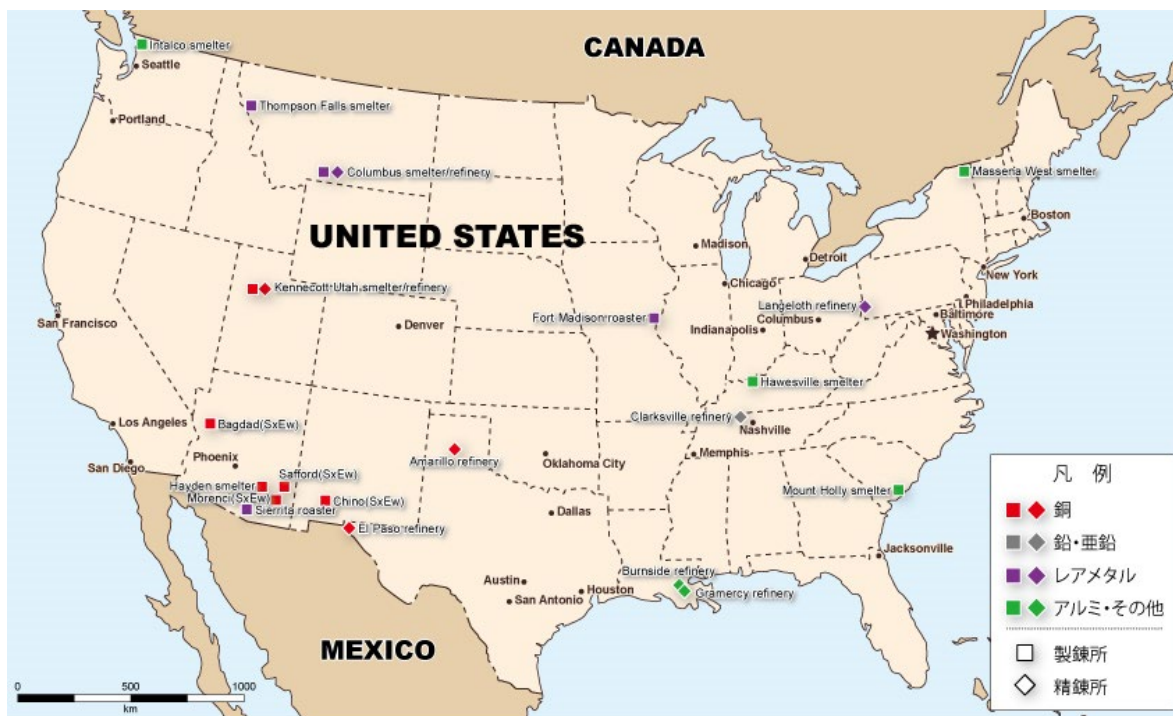 CANADA
Intalco smelter
Seattle
Thompson Falls smelter
Portland
Columbus smelter/refinery
Massena West smelter
UNITED STATES
Boston
Madison
Detroit
New York
Chicago
Kennecott Utah smelter/refinery
Langeloth refinery
Philadelphia
San Francisco
Fort Madison roaster
Columbus
Baltimore
Denver
Indianapolis
Washington
Hawesville smelter
Clarksville refinery
Los Angeles
Bagdad(SxEw)
Nashville
Phoenix
Amarillo refinery
Oklahoma City
Memphis
San Diego
Safford(SxEw)
Hayden smelter
Morenci(SxEw)
Chino(SxEw)
Mount Holly smelter
Sierrita roaster
Dallas
El Paso refinery
Jacksonville
Burnside refinery
Austin
Houston
Gramercy refinery
San Antonio
MEXICO
0 500 1000
km
凡 例
銅
鉛・亜鉛
レアメタル
アルミ・その他
製錬所
精錬所